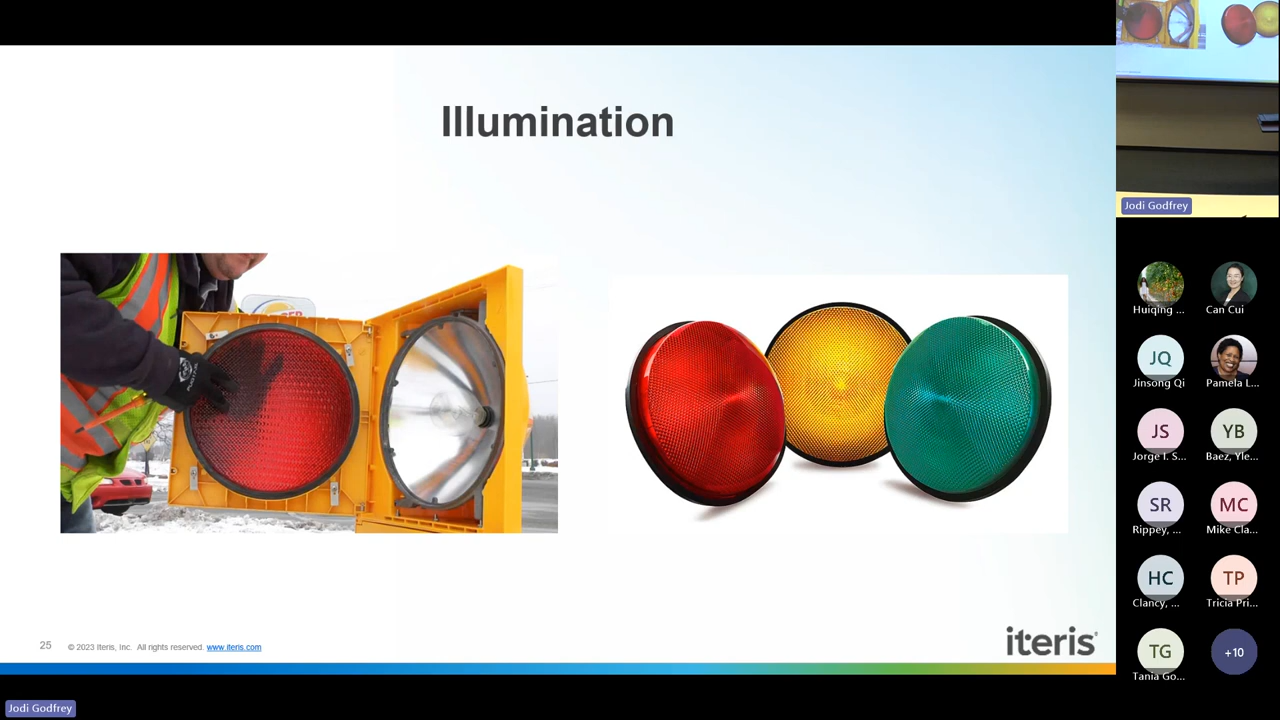 Illumination
25
© 2023 Iteris, Inc. All rights reserved. www.iteris.com
iteris
Jodi Godfrey
Jodi Godfrey
Huiqing ...
Can Cui
JQ
Jinsong Qi
Pamela L...
JS
Jorge I. S...
YB
Baez, Yle...
SR
Rippey, ...
MC
Mike Cla...
HC
Clancy, ...
TP
Tricia Pri...
TG
Tania Go...
+10